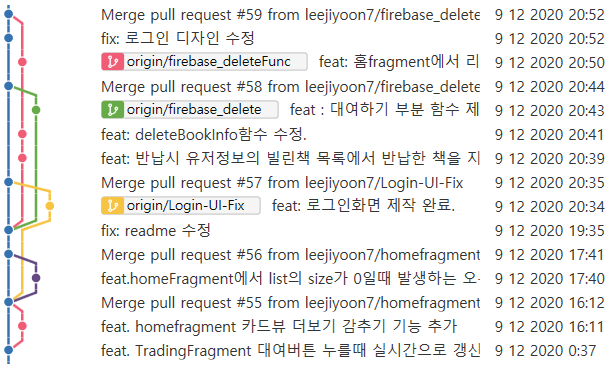 Merge pull request #59 from leejiyoon7/firebase_delete 9 12 2020 20:52
fix: 로그인 디자인 수정 9 12 2020 20:52
origin/firebase_deleteFunc feat: 홈fragment에서 리 9 12 2020 20:50
Merge pull request #58 from leejiyoon7/firebase_delete 9 12 2020 20:44
origin/firebase_delete feat : 대여하기 부분 함수 제 9 12 2020 20:43
feat: deleteBookInfo함수 수정. 9 12 2020 20:41
feat: 반납시 유저정보의 빌린책 목록에서 반납한 책을 지 9 12 2020 20:39
Merge pull request #57 from leejiyoon7/Login-UI-Fix 9 12 2020 20:35
origin/Login-UI-Fix feat: 로그인화면 제작 완료. 9 12 2020 20:34
fix: readme 수정 9 12 2020 19:35
Merge pull request #56 from leejiyoon7/homefragment 9 12 2020 17:41
feat.homeFragment에서 list의 size가 0일때 발생하는 오 9 12 2020 17:40
Merge pull request #55 from leejiyoon7/homefragment 9 12 2020 16:12
feat. homefragment 카드뷰 더보기 감추기 기능 추가 9 12 2020 16:11
feat. TradingFragment 대여버튼 누를때 실시간으로 갱신 9 12 2020 0:37